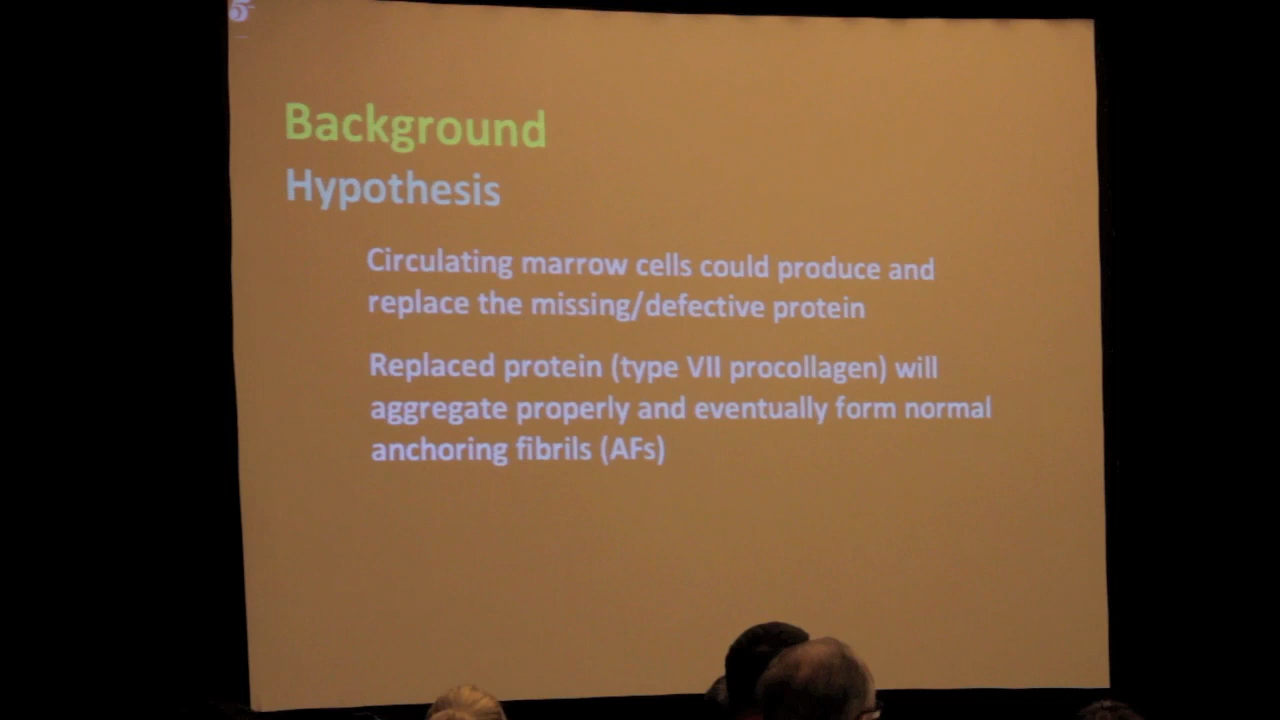 5
Background
Hypothesis
Circulating marrow cells could produce and
replace the missing/defective protein
Replaced protein (type VII procollagen) will
aggregate properly and eventually form normal
anchoring fibrils (AFs)